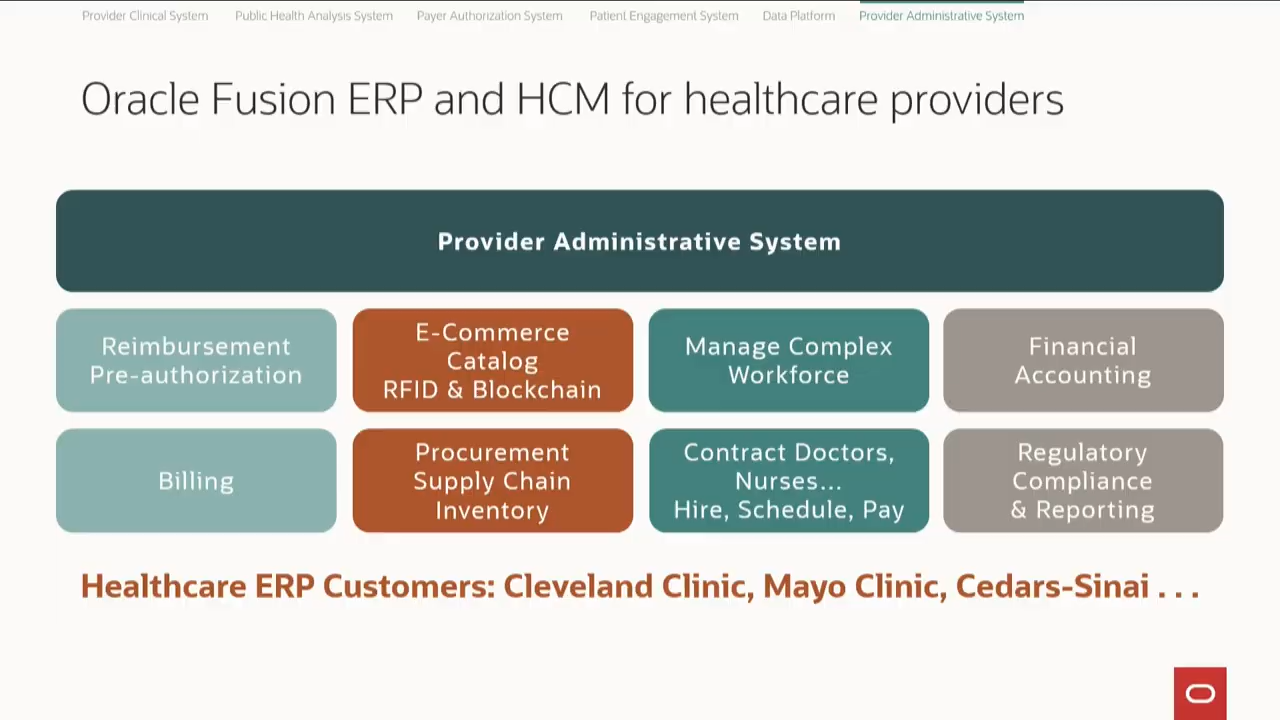 Provider Clinical System Public Health Analysis System Payer Authorization System Patient Engagement System Data Platform Provider Administrative System
Oracle Fusion ERP and HCM for healthcare providers
Provider Administrative System
Reimbursement
Pre-authorization
E-Commerce
Catalog
RFID & Blockchain
Manage Complex
Workforce
Financial
Accounting
Billing
Procurement
Supply Chain
Inventory
Contract Doctors,
Nurses...
Hire, Schedule, Pay
Regulatory
Compliance
& Reporting
Healthcare ERP Customers: Cleveland Clinic, Mayo Clinic, Cedars-Sinai . . .